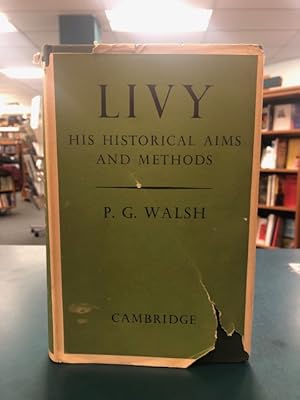 LIVY
HIS HISTORICAL AIMS
AND METHODS
P. G. WALSH
CAMBRIDGE